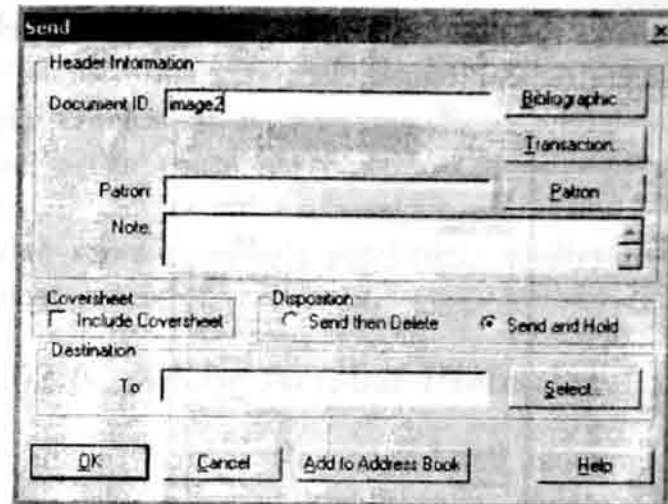 Send
Header Information
Document ID. image2 Bibliographic
Transaction...
Patron: Patron
Note:
Coversheet Disposition
Include Coversheet Send then Delete Send and Hold
Destination
To: Select...
OK Cancel Add to Address Book Help